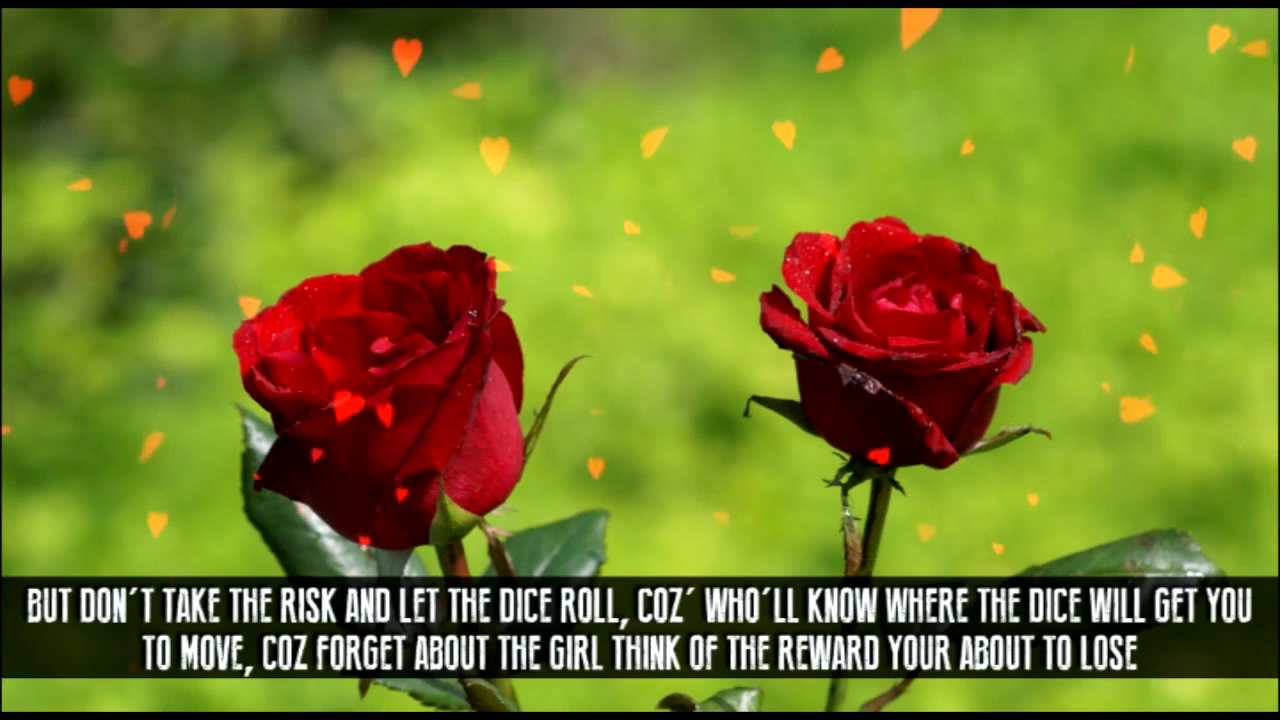 BUT DON´T TAKE THE RISK AND LET THE DICE ROLL, COZ´ WHO´LL KNOW WHERE THE DICE WILL GET YOU
TO MOVE, COZ FORGET ABOUT THE GIRL THINK OF THE REWARD YOUR ABOUT TO LOSE